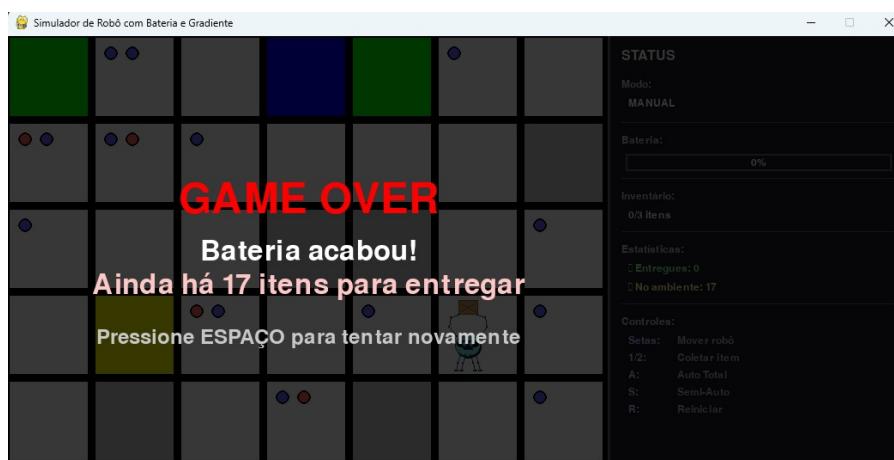 Simulador de Robô com Bateria e Gradiente
GAME OVER
Bateria acabou!
Ainda há 17 itens para entregar
Pressione ESPAÇO para tentar novamente
STATUS
Modo:
MANUAL
Bateria:
0%
Inventário:
0/3 itens
Estatísticas:
Entregues: 0
No ambiente: 17
Controles:
Setas: Mover robô
1/2: Coletar item
A: Auto Total
S: Semi-Auto
R: Reiniciar